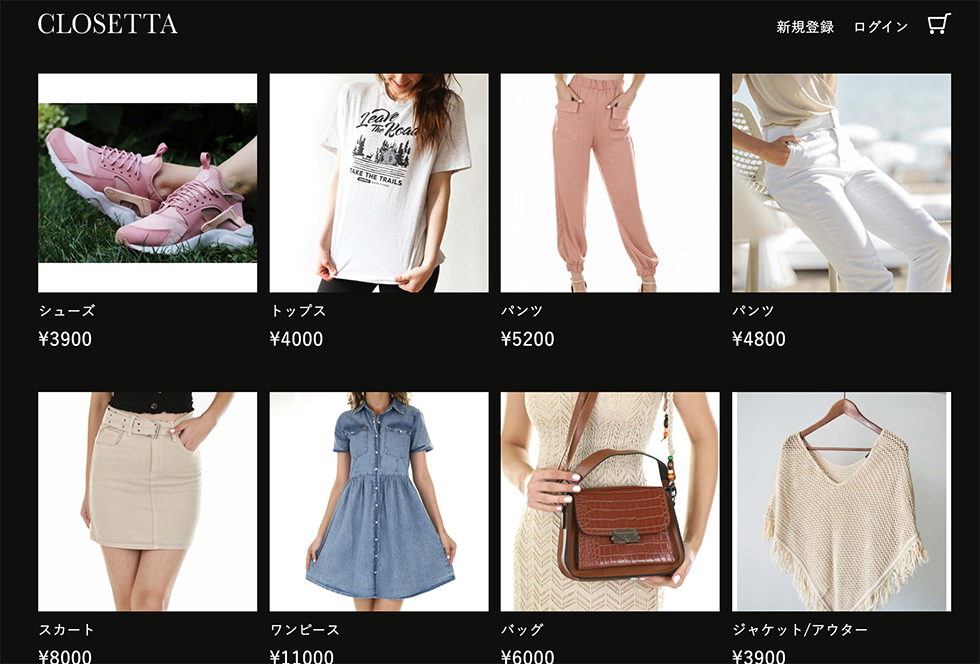 CLOSETTA
新規登録 ログイン
Leave
The Road
TAKE THE TRAILS
シューズ
トップス
パンツ
パンツ
¥3900
¥4000
¥5200
¥4800
スカート
ワンピース
バッグ
ジャケット/アウター
¥8000
¥11000
¥6000
¥3900